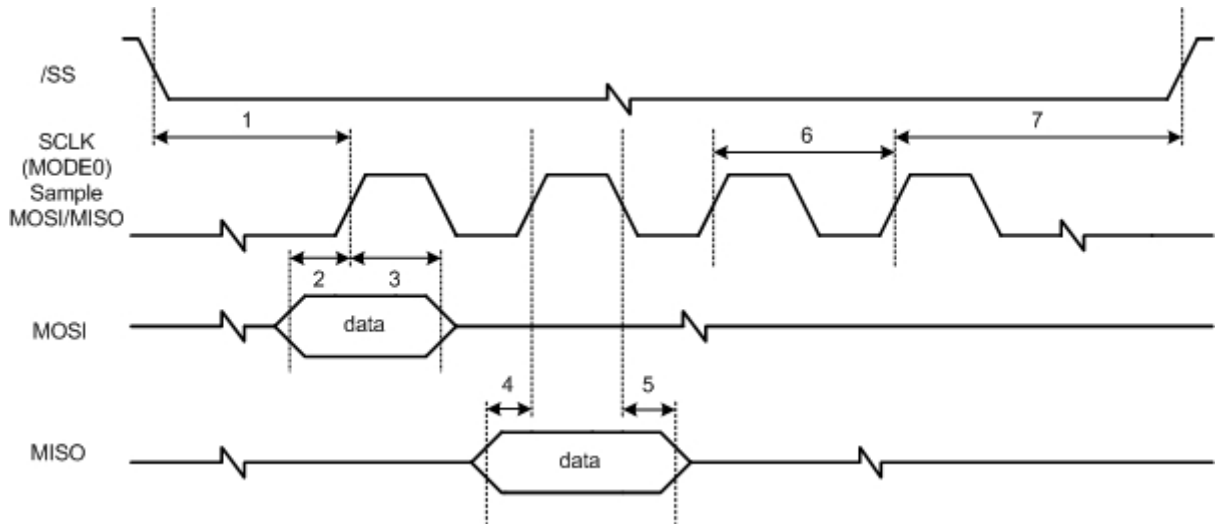 /SS
1
7
SCLK
(MODE0)
Sample
MOSI/MISO
6
2
3
MOSI
data
4
5
MISO
data